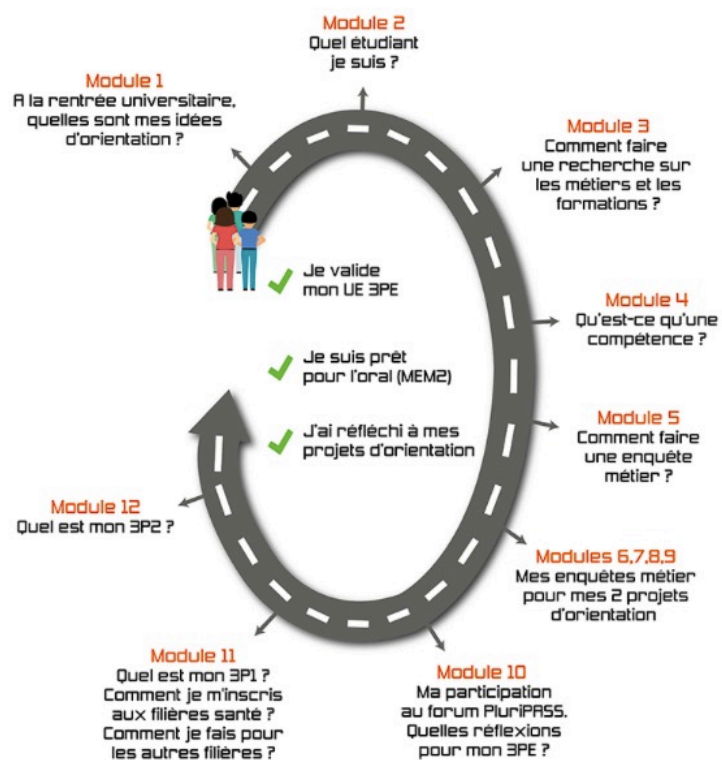 Module 1
A la rentrée universitaire,
quelles sont mes idées
d'orientation ?
Module 2
Quel étudiant
je suis ?
Module 3
Comment faire
une recherche sur
les métiers et les
formations ?
Module 4
Qu'est-ce qu'une
compétence ?
Module 5
Comment faire
une enquête
métier ?
Modules 6,7,8,9
Mes enquêtes métier
pour mes 2 projets
d'orientation
Module 10
Ma participation
au forum PluriPASS.
Quelles réflexions
pour mon 3PE ?
Module 11
Quel est mon 3P1 ?
Comment je m'inscris
aux filières santé ?
Comment je fais pour
les autres filières ?
Module 12
Quel est mon 3P2 ?
Je valide
mon UE 3PE
Je suis prêt
pour l'oral (MEM2)
J'ai réfléchi à mes
projets d'orientation